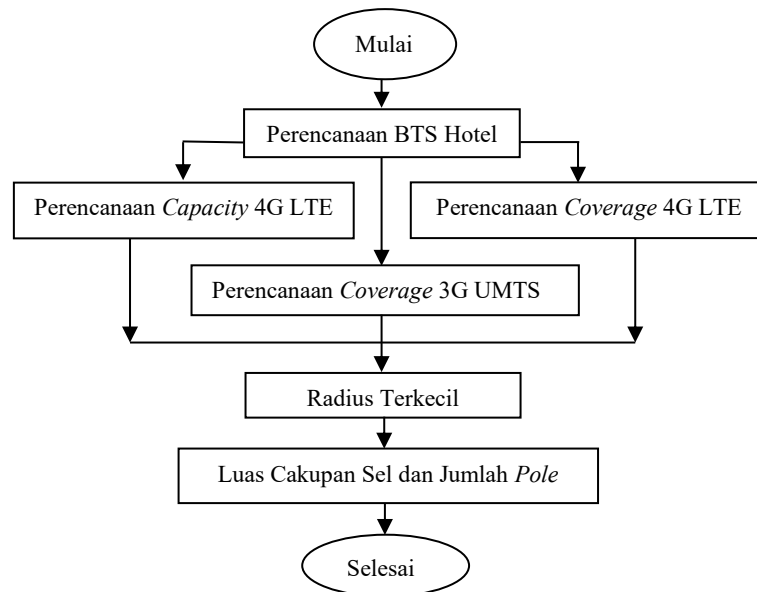 Mulai
Perencanaan BTS Hotel
Perencanaan Capacity 4G LTE
Perencanaan Coverage 4G LTE
Perencanaan Coverage 3G UMTS
Radius Terkecil
Luas Cakupan Sel dan Jumlah Pole
Selesai